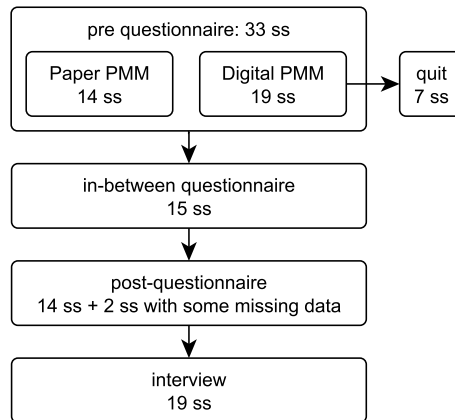 pre questionnaire: 33 ss
Paper PMM
14 ss
Digital PMM
19 ss
quit
7 ss
in-between questionnaire
15 ss
post-questionnaire
14 ss + 2 ss with some missing data
interview
19 ss